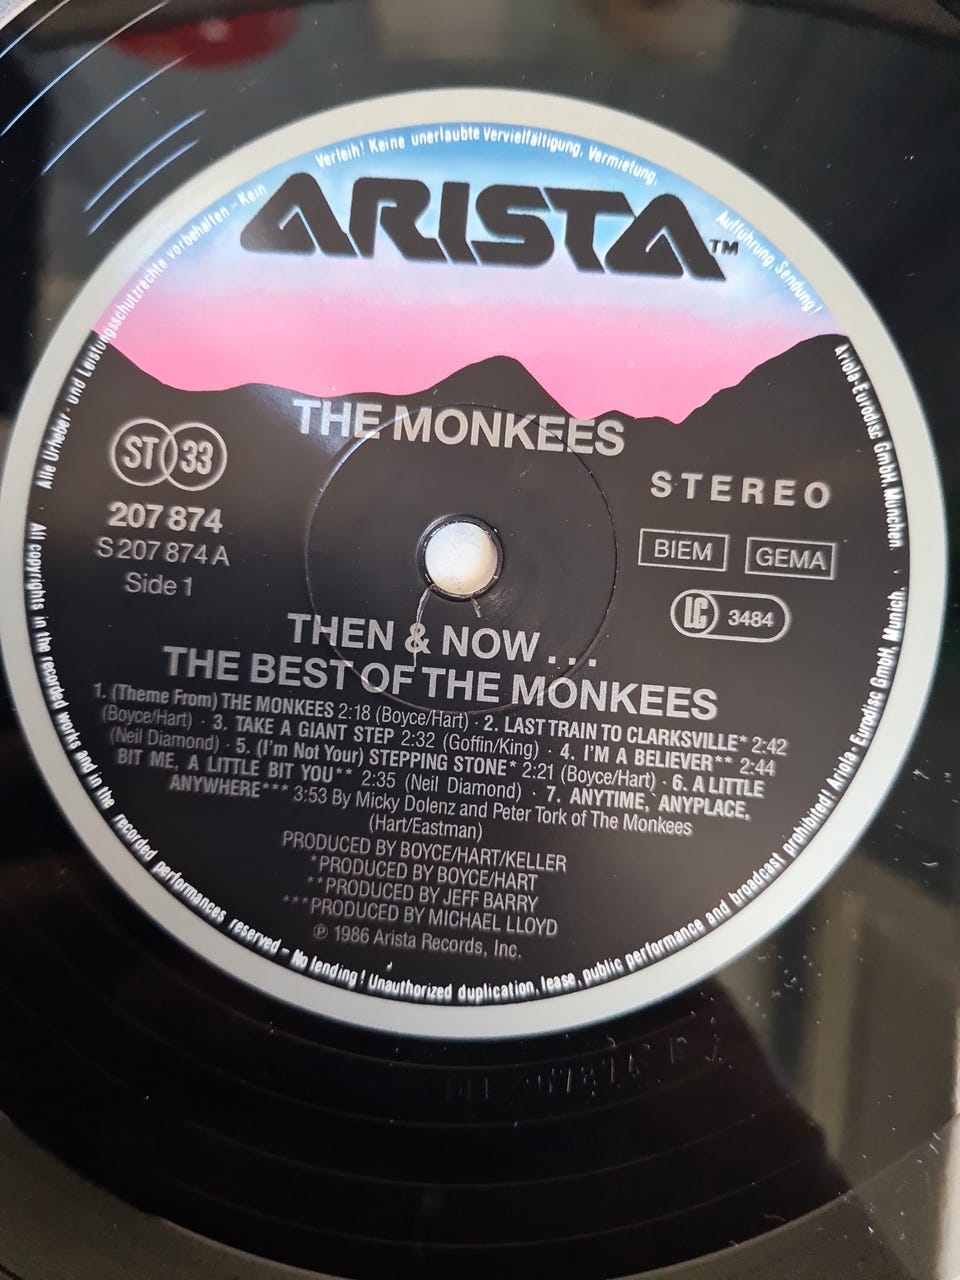 Alle Urheber- und Leistungsschutzrechte vorbehalten – Kein Verleih! Keine unerlaubte Vervielfältigung, Vermietung, Aufführung, Sendung!
ARISTA™
THE MONKEES
ST 33
STEREO
207 874
S 207 874 A
BIEM GEMA
Side 1
LC 3484
THEN & NOW . . .
THE BEST OF THE MONKEES
1. (Theme From) THE MONKEES 2:18 (Boyce/Hart) · 2. LAST TRAIN TO CLARKSVILLE* 2:42
(Boyce/Hart) · 3. TAKE A GIANT STEP 2:32 (Goffin/King) · 4. I'M A BELIEVER** 2:44
(Neil Diamond) · 5. (I'm Not Your) STEPPING STONE* 2:21 (Boyce/Hart) · 6. A LITTLE
BIT ME, A LITTLE BIT YOU** 2:35 (Neil Diamond) · 7. ANYTIME, ANYPLACE,
ANYWHERE*** 3:53 By Micky Dolenz and Peter Tork of The Monkees
(Hart/Eastman)
PRODUCED BY BOYCE/HART/KELLER
*PRODUCED BY BOYCE/HART
**PRODUCED BY JEFF BARRY
***PRODUCED BY MICHAEL LLOYD
℗ 1986 Arista Records, Inc.
Ariola-Eurodisc GmbH, München.
All copyrights in the recorded works and in the recorded performances reserved – No lending! Unauthorized duplication, lease, public performance and broadcast prohibited! Ariola-Eurodisc GmbH, Munich.